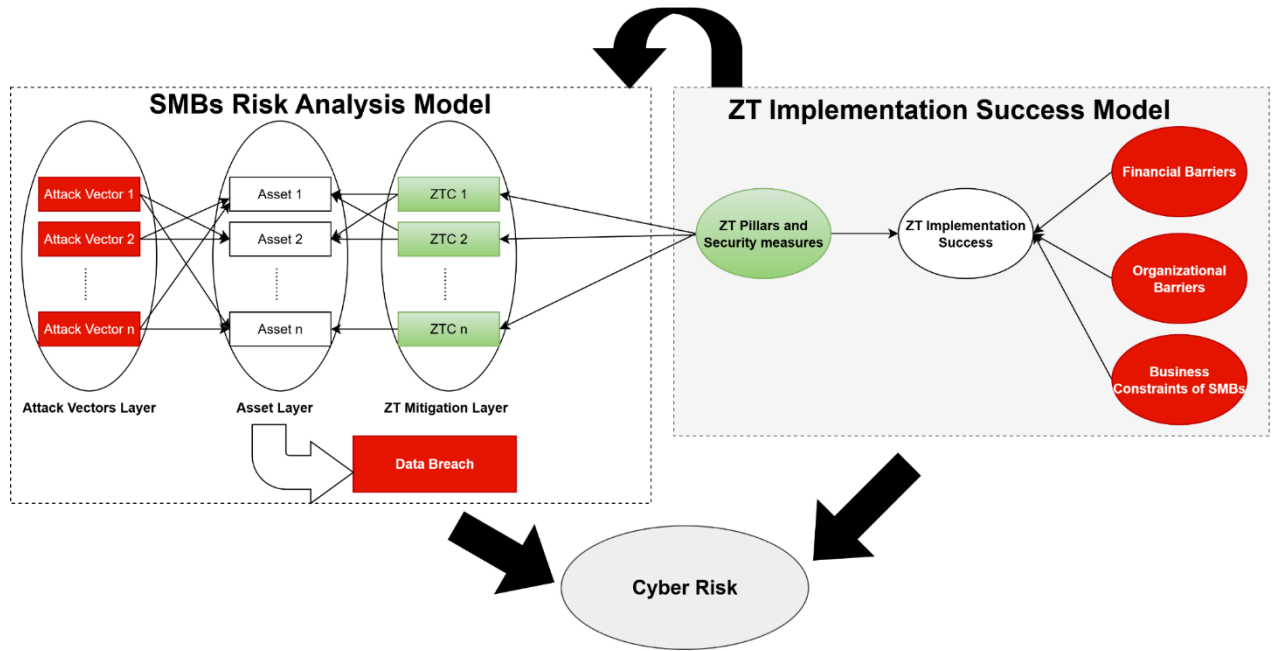 SMBs Risk Analysis Model
Attack Vector 1
Attack Vector 2
Attack Vector n
Attack Vectors Layer
Asset 1
Asset 2
Asset n
Asset Layer
ZTC 1
ZTC 2
ZTC n
ZT Mitigation Layer
Data Breach
ZT Implementation Success Model
ZT Pillars and
Security measures
ZT Implementation
Success
Financial Barriers
Organizational
Barriers
Business
Constraints of SMBs
Cyber Risk